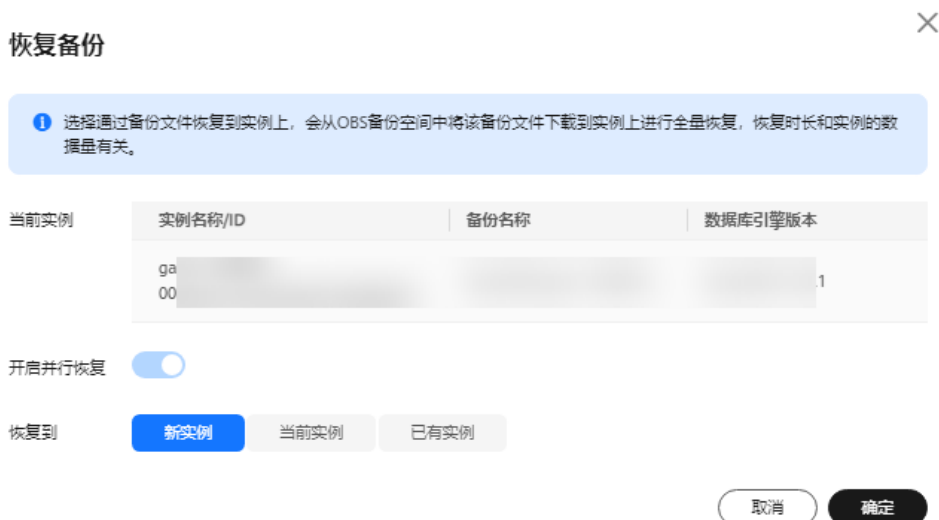 恢复备份
选择通过备份文件恢复到实例上，会从OBS备份空间中将该备份文件下载到实例上进行全量恢复，恢复时长和实例的数
据量有关。
当前实例 实例名称/ID 备份名称 数据库引擎版本
ga
00 .1
开启并行恢复
恢复到 新实例 当前实例 已有实例
取消 确定